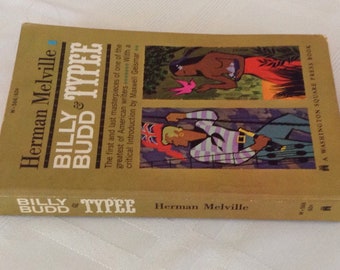 Herman Melville
BILLY
BUDD & TYPEE
The first and last masterpieces of one of the
greatest of American writers With a
critical introduction by Maxwell Geismar
A WASHINGTON SQUARE PRESS BOOK
BILLY
BUDD & TYPEE Herman Melville